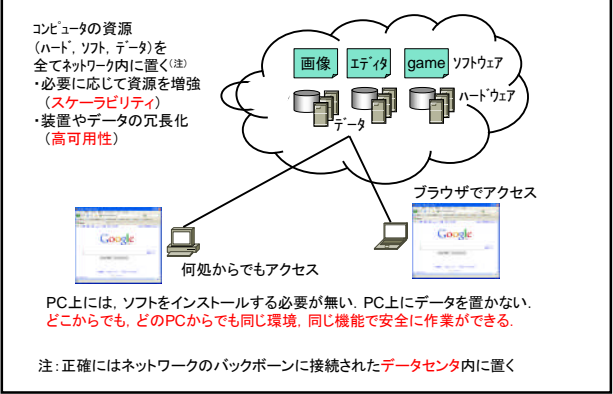 ｺﾝﾋﾟｭｰﾀの資源
（ﾊｰﾄﾞ, ｿﾌﾄ, ﾃﾞｰﾀ）を
全てネットワーク内に置く(注)
・必要に応じて資源を増強
（スケーラビリティ）
・装置やデータの冗長化
（高可用性）
画像 ｴﾃﾞｨﾀ game ｿﾌﾄｳｪｱ
ﾊｰﾄﾞｳｪｱ
ﾃﾞｰﾀ
ブラウザでアクセス
Google
Google
何処からでもアクセス
PC上には, ソフトをインストールする必要が無い. PC上にデータを置かない.
どこからでも, どのPCからでも同じ環境, 同じ機能で安全に作業ができる.
注：正確にはネットワークのバックボーンに接続されたデータセンタ内に置く